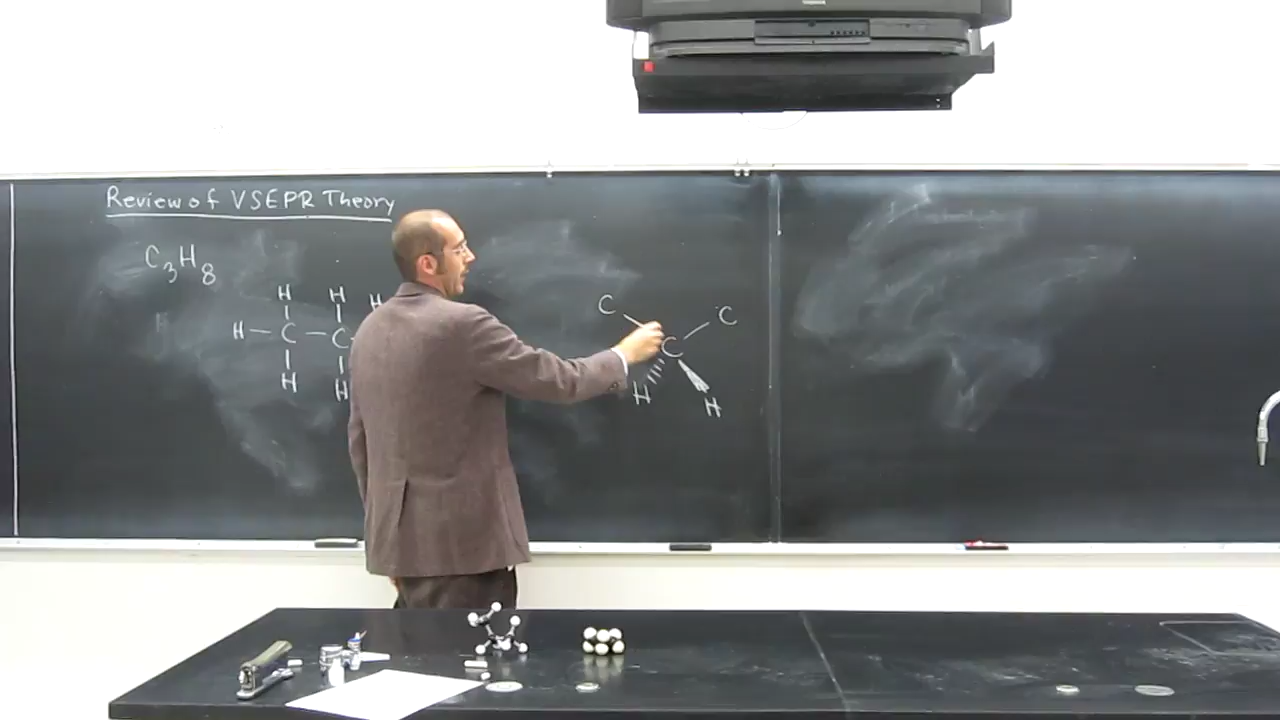 Review of VSEPR Theory
C3H8
H H H
H — C — C
H H
C C
C
H H